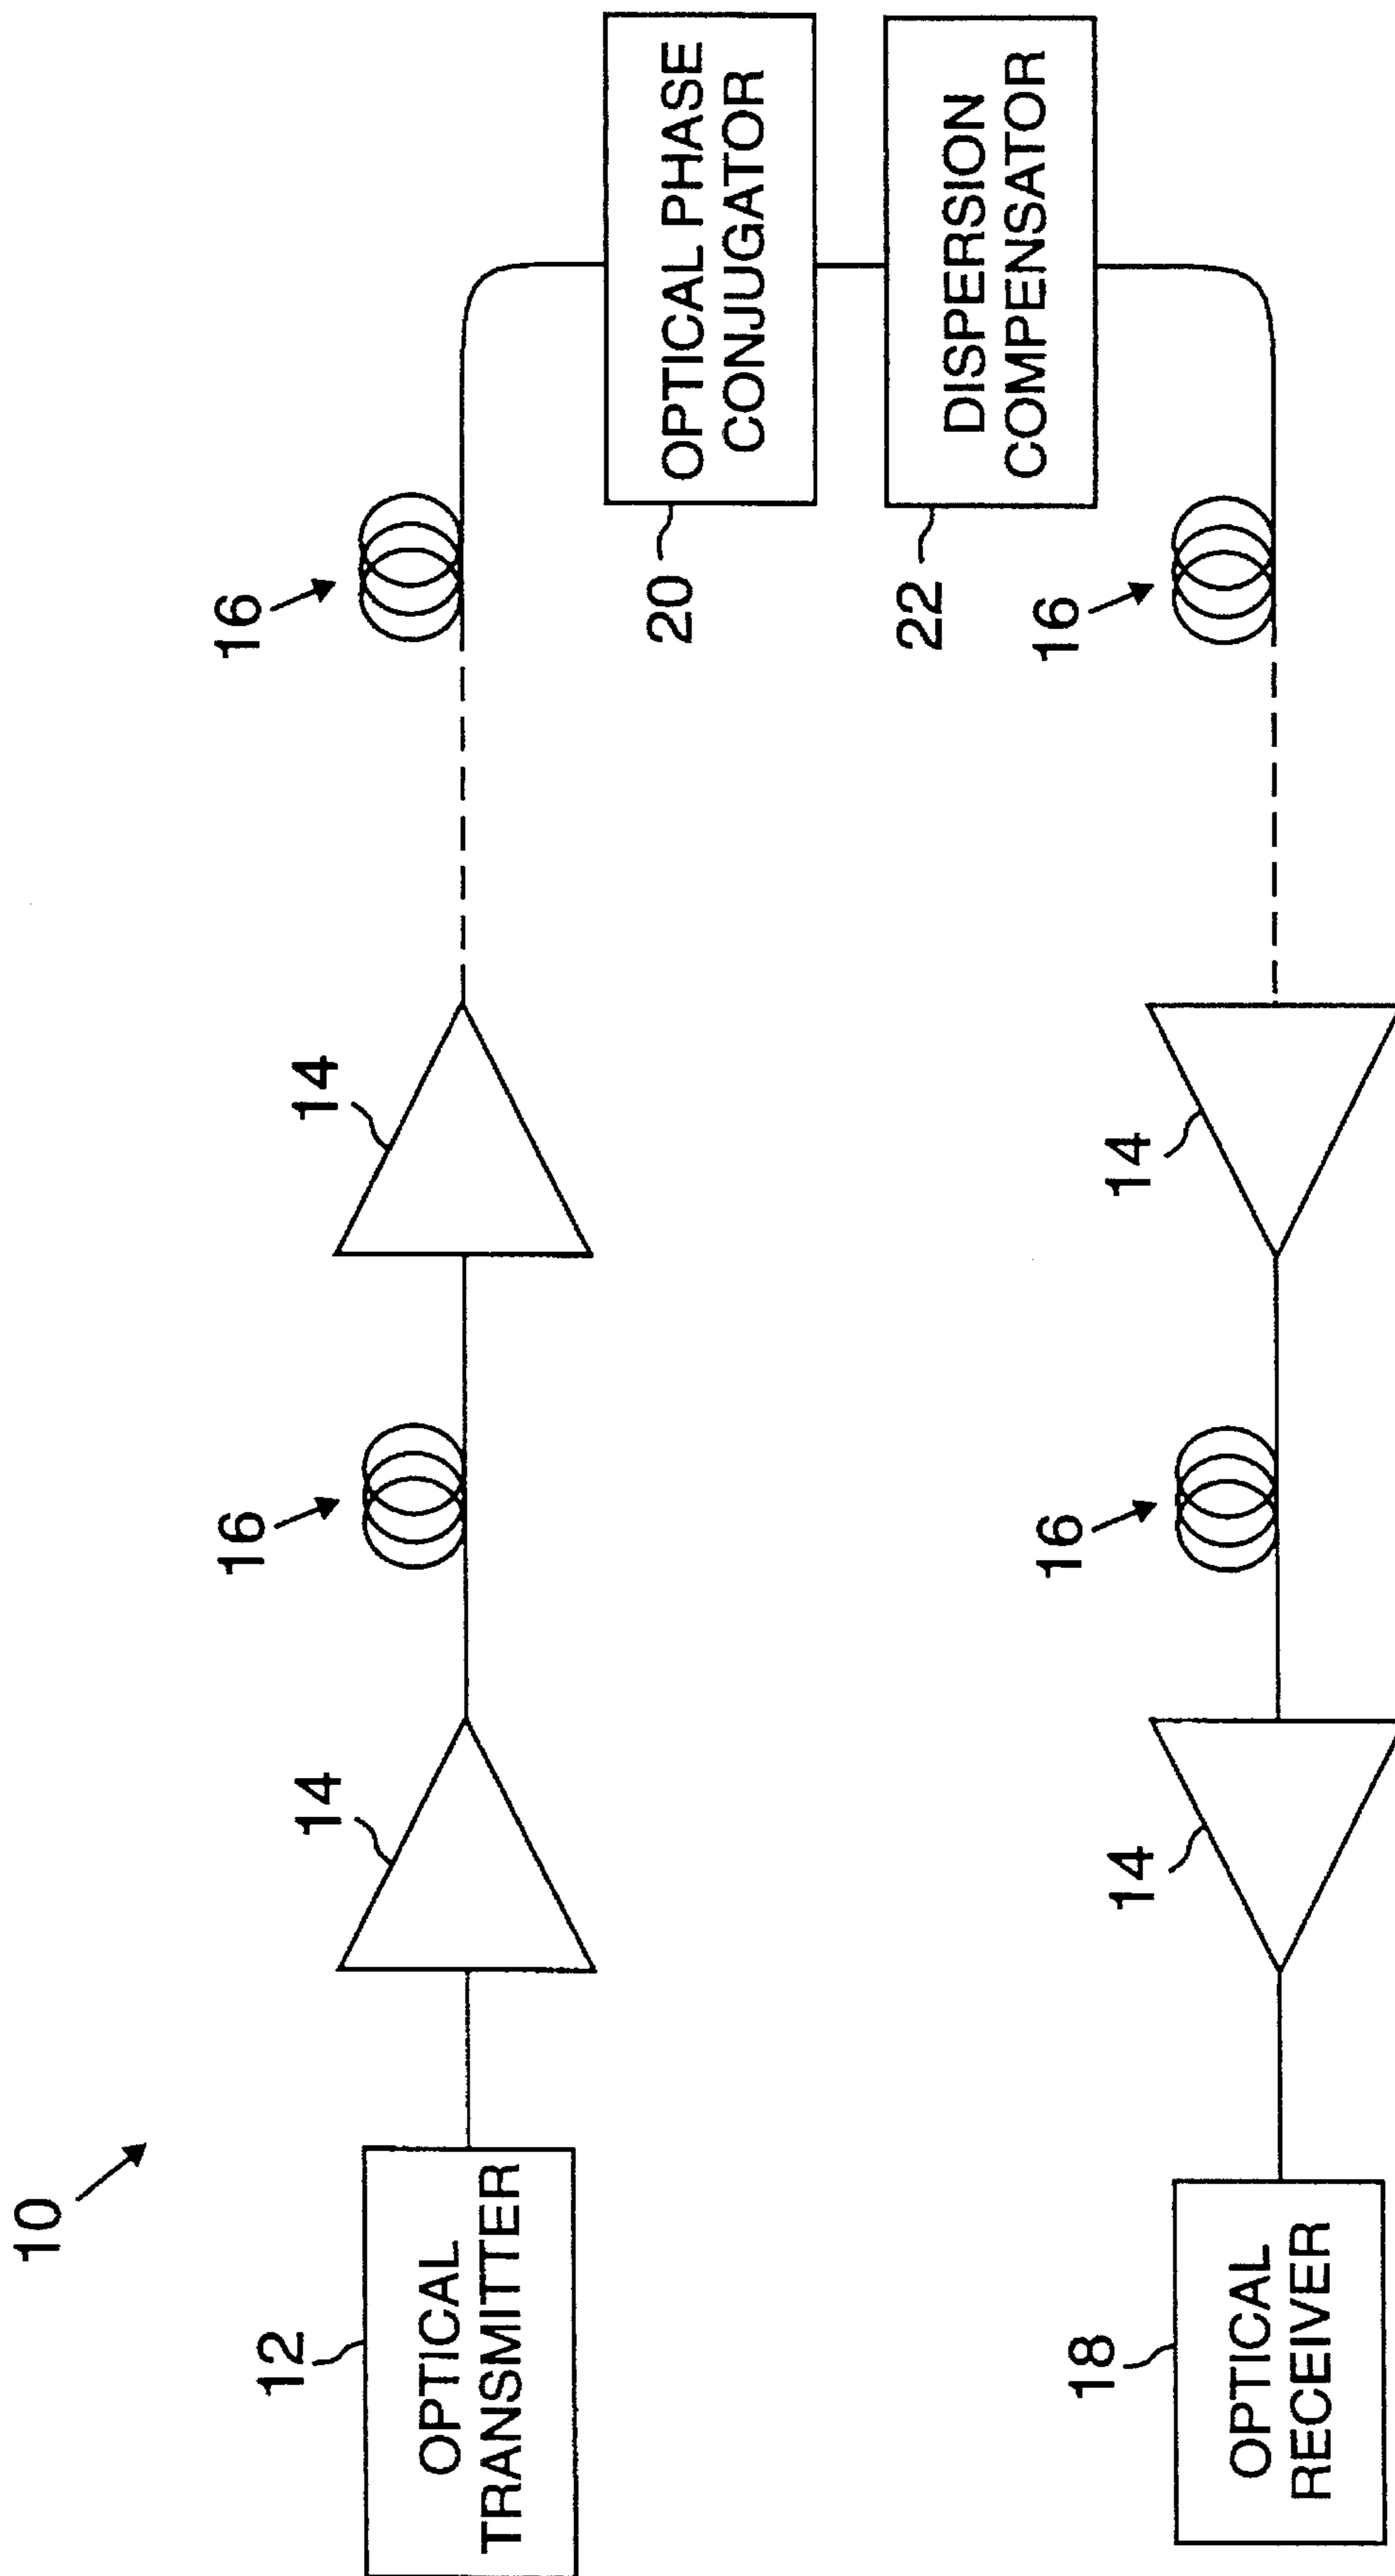 10
12
OPTICAL
TRANSMITTER
14
16
14
16
OPTICAL PHASE
CONJUGATOR
20
DISPERSION
COMPENSATOR
22
18
OPTICAL
RECEIVER
14
16
14
16